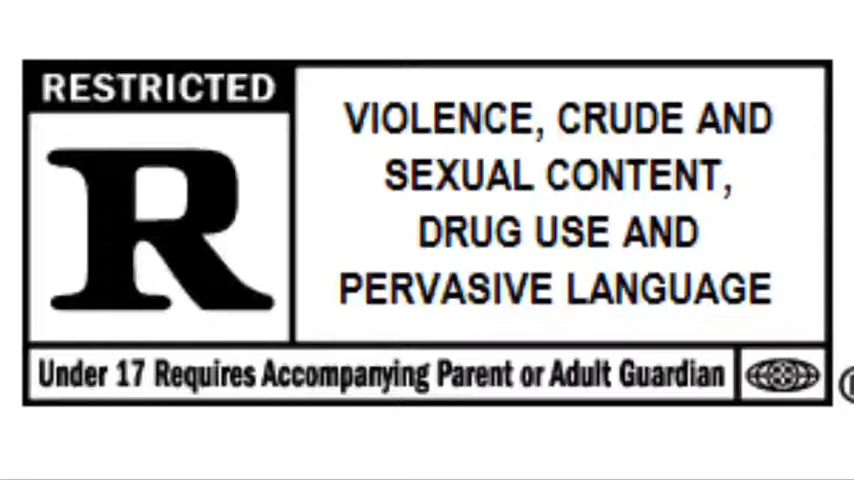 RESTRICTED
R
VIOLENCE, CRUDE AND
SEXUAL CONTENT,
DRUG USE AND
PERVASIVE LANGUAGE
Under 17 Requires Accompanying Parent or Adult Guardian